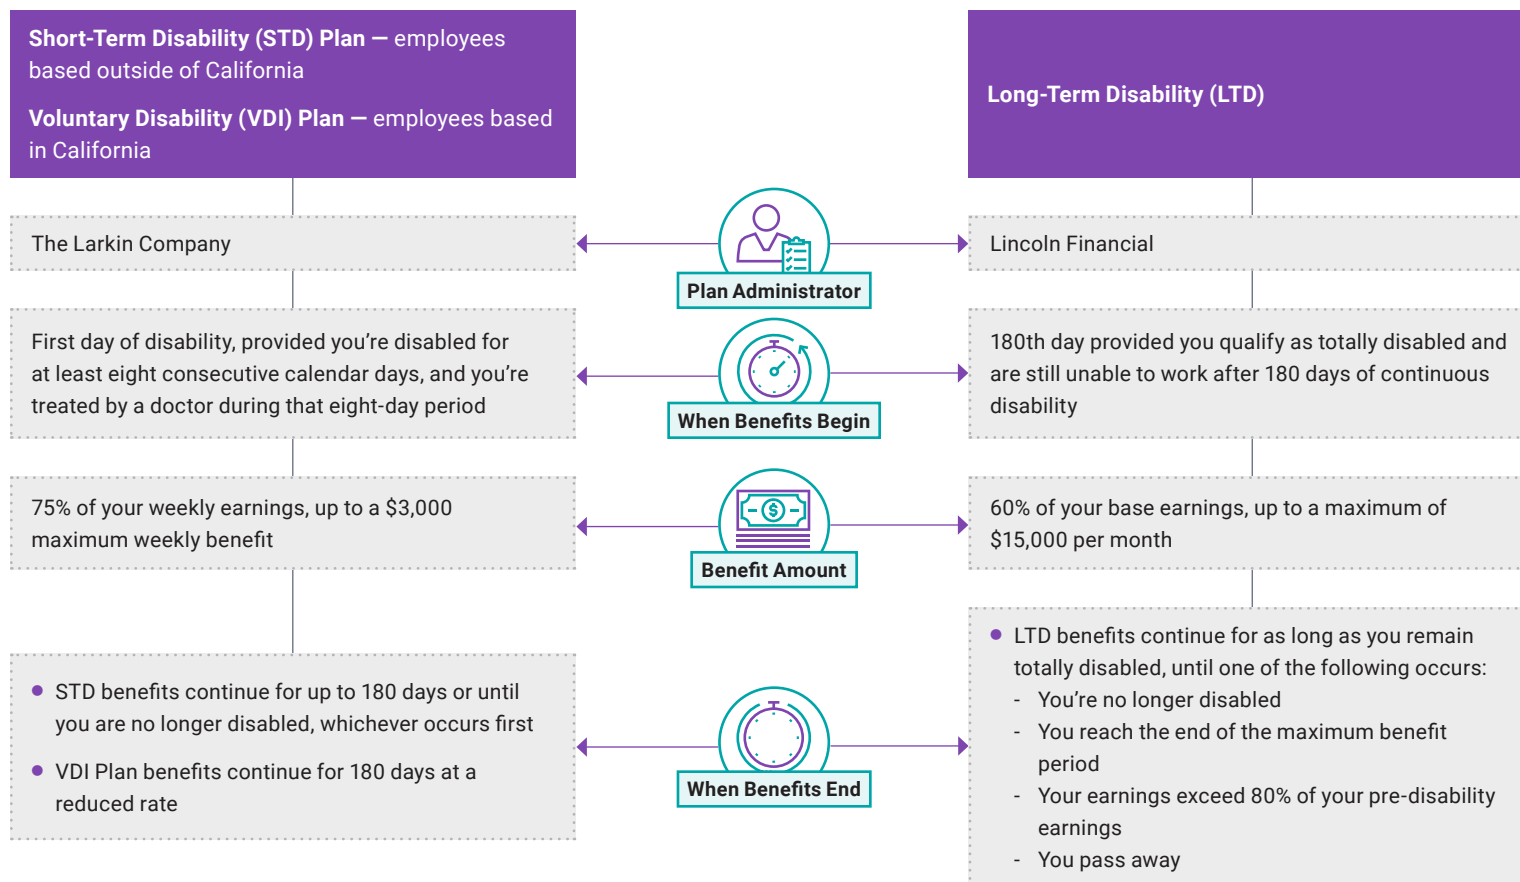 Short-Term Disability (STD) Plan — employees
based outside of California
Voluntary Disability (VDI) Plan — employees based
in California
Long-Term Disability (LTD)
The Larkin Company
Plan Administrator
Lincoln Financial
First day of disability, provided you’re disabled for
at least eight consecutive calendar days, and you’re
treated by a doctor during that eight-day period
When Benefits Begin
180th day provided you qualify as totally disabled and
are still unable to work after 180 days of continuous
disability
75% of your weekly earnings, up to a $3,000
maximum weekly benefit
$
Benefit Amount
60% of your base earnings, up to a maximum of
$15,000 per month
• STD benefits continue for up to 180 days or until
you are no longer disabled, whichever occurs first
• VDI Plan benefits continue for 180 days at a
reduced rate
When Benefits End
• LTD benefits continue for as long as you remain
totally disabled, until one of the following occurs:
- You’re no longer disabled
- You reach the end of the maximum benefit
period
- Your earnings exceed 80% of your pre-disability
earnings
- You pass away